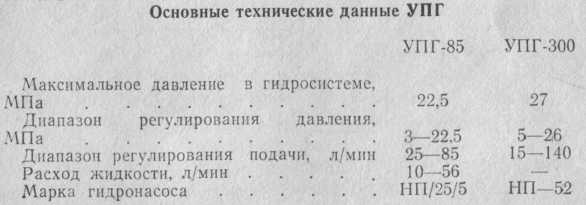 Основные технические данные УПГ
УПГ-85 УПГ-300
Максимальное давление в гидросистеме,
МПа . . . . . . . . . . 22,5 27
Диапазон регулирования давления,
МПа . . . . . . . . . . 3—22,5 5—26
Диапазон регулирования подачи, л/мин 25—85 15—140
Расход жидкости, л/мин . . . . . 10—56 —
Марка гидронасоса . . . . . НП/25/5 НП—52